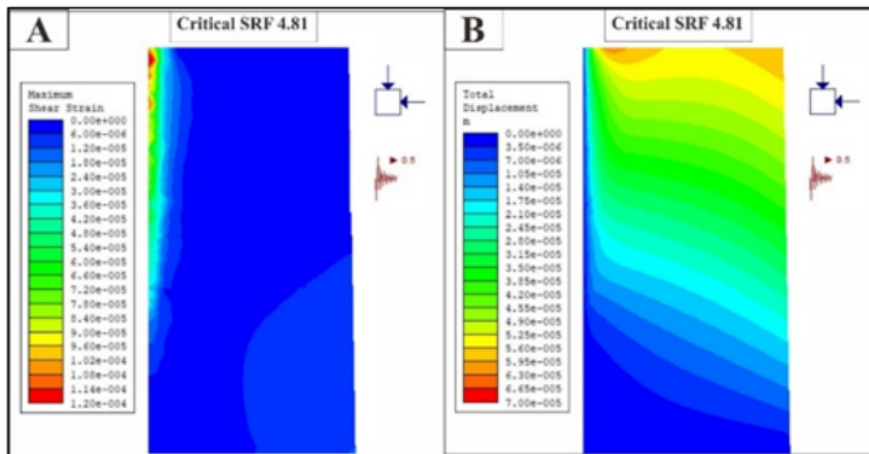 A
Critical SRF 4.81
Maximum
Shear Strain
0.00e+000
6.00e-006
1.20e-005
1.80e-005
2.40e-005
3.00e-005
3.60e-005
4.20e-005
4.80e-005
5.40e-005
6.00e-005
6.60e-005
7.20e-005
7.80e-005
8.40e-005
9.00e-005
9.60e-005
1.02e-004
1.08e-004
1.14e-004
1.20e-004
0.5
B
Critical SRF 4.81
Total
Displacement
m
0.00e+000
3.50e-006
7.00e-006
1.05e-005
1.40e-005
1.75e-005
2.10e-005
2.45e-005
2.80e-005
3.15e-005
3.50e-005
3.85e-005
4.20e-005
4.55e-005
4.90e-005
5.25e-005
5.60e-005
5.95e-005
6.30e-005
6.65e-005
7.00e-005
0.5